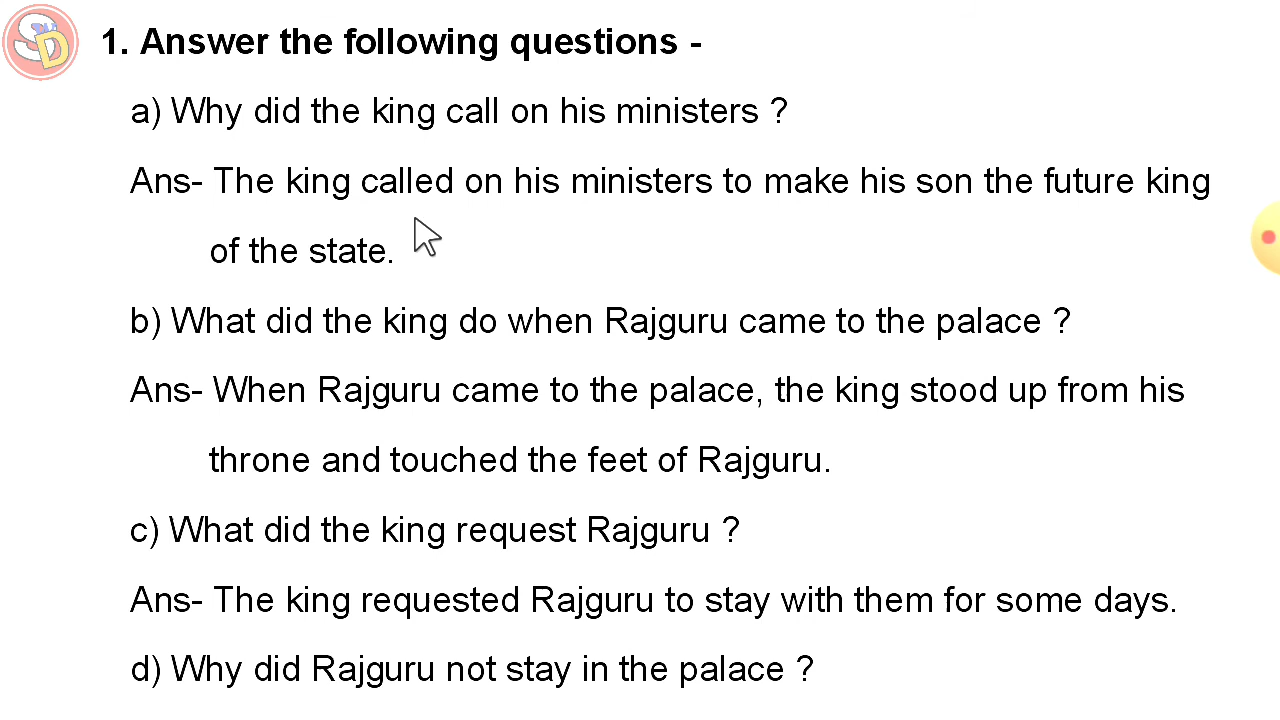 SD
1. Answer the following questions -
a) Why did the king call on his ministers ?
Ans- The king called on his ministers to make his son the future king
of the state.
b) What did the king do when Rajguru came to the palace ?
Ans- When Rajguru came to the palace, the king stood up from his
throne and touched the feet of Rajguru.
c) What did the king request Rajguru ?
Ans- The king requested Rajguru to stay with them for some days.
d) Why did Rajguru not stay in the palace ?